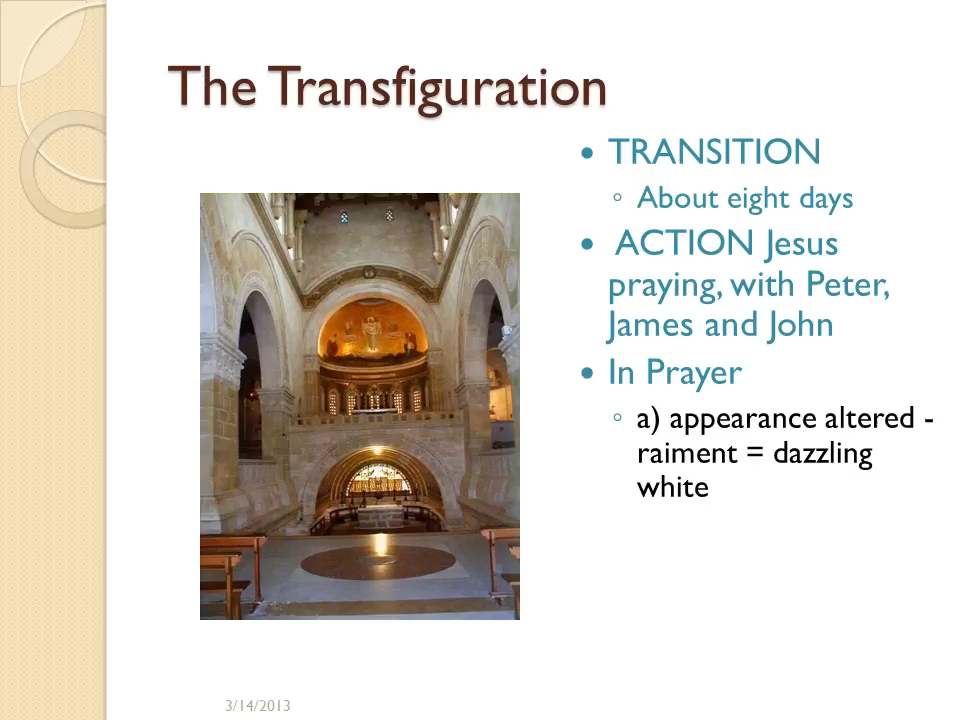 The Transfiguration
TRANSITION
About eight days
ACTION Jesus
praying, with Peter,
James and John
In Prayer
a) appearance altered -
raiment = dazzling
white
3/14/2013